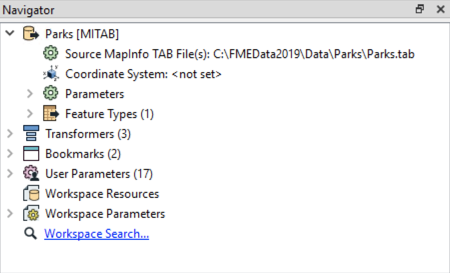 Navigator
Parks [MITAB]
Source MapInfo TAB File(s): C:\FMEData2019\Data\Parks\Parks.tab
Coordinate System: <not set>
Parameters
Feature Types (1)
Transformers (3)
Bookmarks (2)
User Parameters (17)
Workspace Resources
Workspace Parameters
Workspace Search...